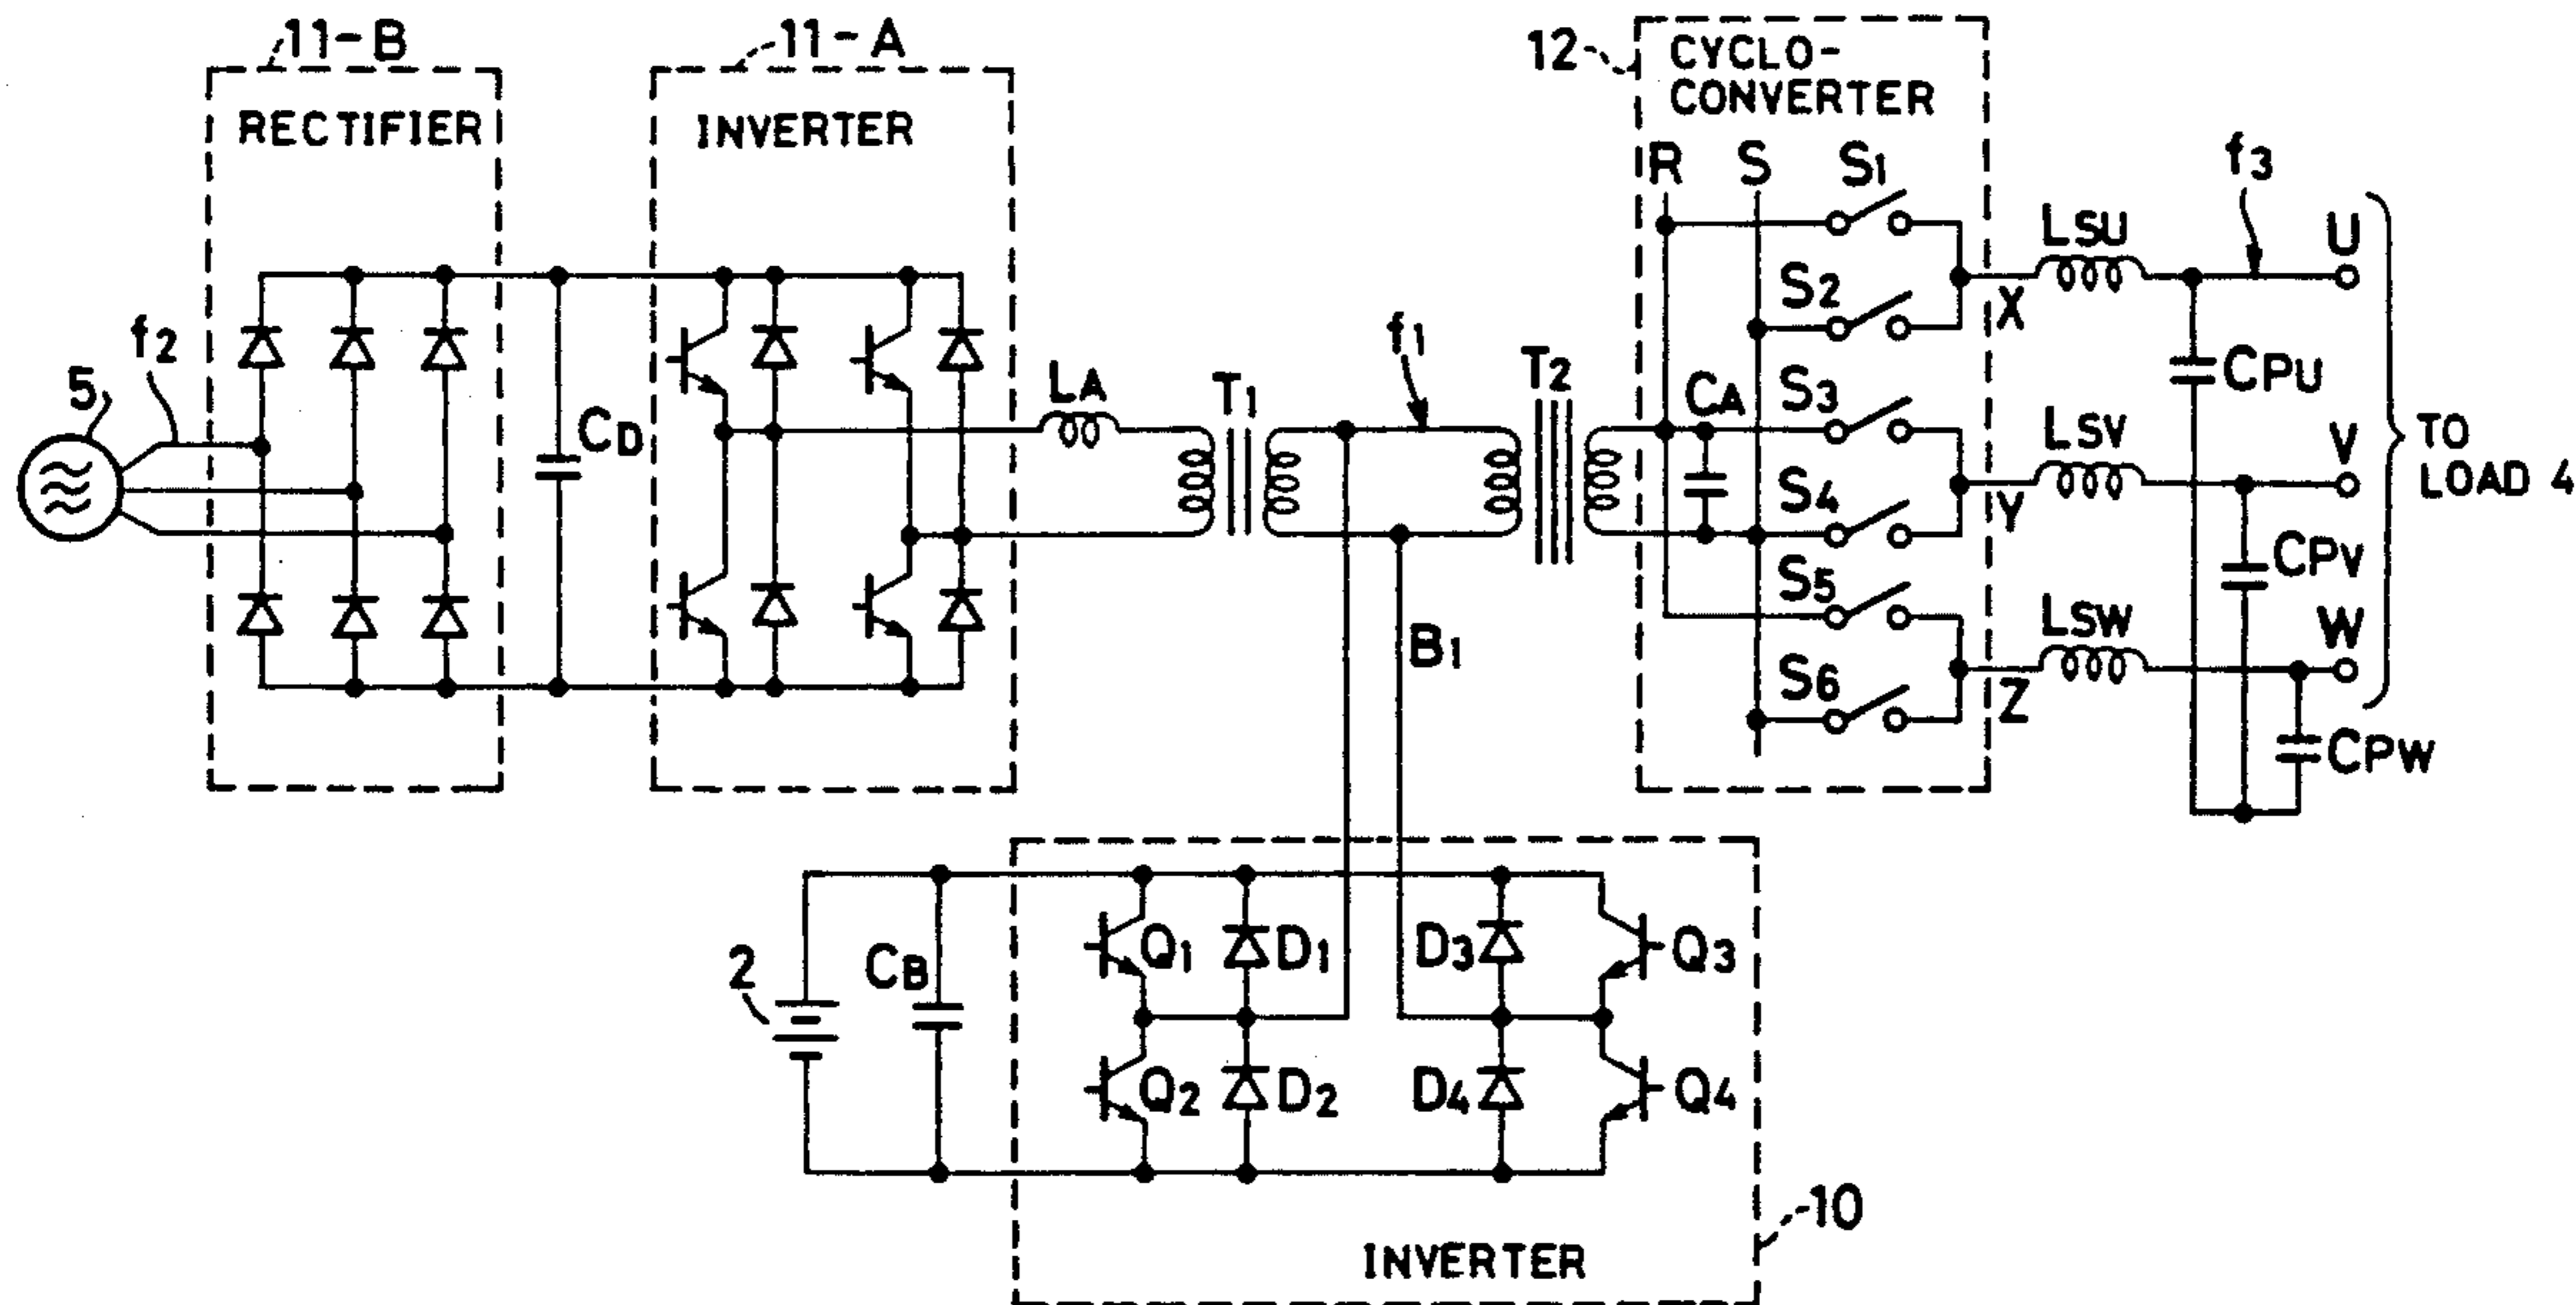 11-B
11-A
12
CYCLO-
CONVERTER
RECTIFIER
INVERTER
R
S
S1
f3
S2
LSU
U
X
f2
5
CD
LA
T1
f1
T2
CA
S3
CPU
LSV
V
TO
LOAD 4
S4
Y
CPV
S5
B1
LSW
W
S6
Z
CPW
2
CB
Q1
D1
D3
Q3
Q2
D2
D4
Q4
10
INVERTER